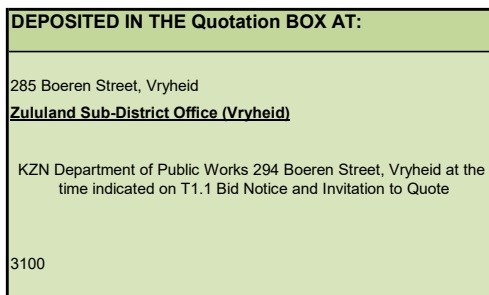 DEPOSITED IN THE Quotation BOX AT:
285 Boeren Street, Vryheid
Zululand Sub-District Office (Vryheid)
KZN Department of Public Works 294 Boeren Street, Vryheid at the
time indicated on T1.1 Bid Notice and Invitation to Quote
3100